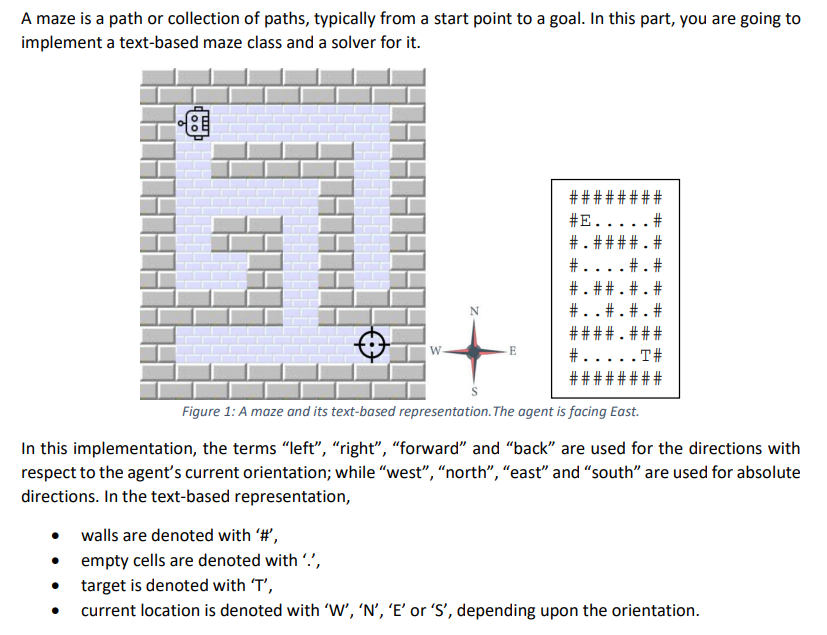 A maze is a path or collection of paths, typically from a start point to a goal. In this part, you are going to
implement a text-based maze class and a solver for it.
N
W
E
S
########
#E.....#
#.####.#
#....#.#
#.##.#.#
#..#.#.#
####.###
#.....T#
########
Figure 1: A maze and its text-based representation.The agent is facing East.
In this implementation, the terms “left”, “right”, “forward” and “back” are used for the directions with
respect to the agent’s current orientation; while “west”, “north”, “east” and “south” are used for absolute
directions. In the text-based representation,
• walls are denoted with ‘#’,
• empty cells are denoted with ‘.’,
• target is denoted with ‘T’,
• current location is denoted with ‘W’, ‘N’, ‘E’ or ‘S’, depending upon the orientation.